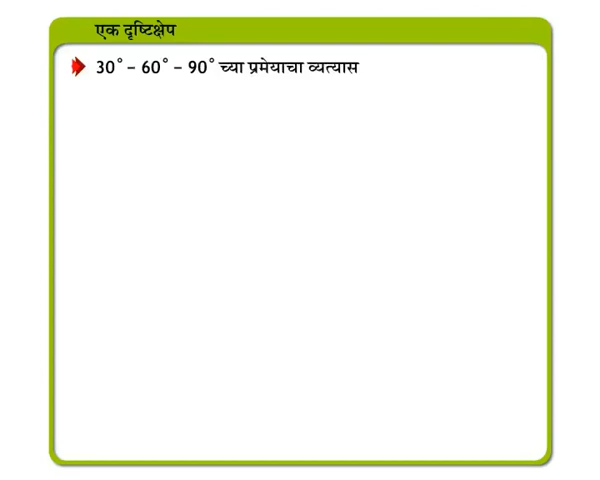 एक दृष्टिक्षेप
30° – 60° – 90° च्या प्रमेयाचा व्यत्यास